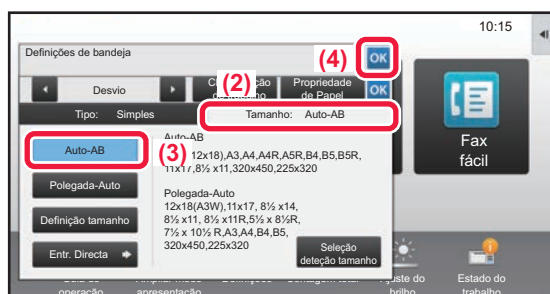 10:15
Definições de bandeja
(4)
OK
Desvio
(2)
Propriedade
de Papel
OK
Tipo: Simples
Tamanho: Auto-AB
Auto-AB
(3)
Auto-AB
12x18),A3,A4,A4R,A5R,B4,B5,B5R,
11x17,8½ x11,320x450,225x320
Polegada-Auto
Polegada-Auto
12x18(A3W),11x17, 8½ x14,
8½ x11, 8½ x11R,5½ x 8½R,
7½ x 10½ R,A3,A4,B4,B5,
320x450,225x320
Definição tamanho
Entr. Directa
Seleção
deteção tamanho
Fax
fácil
Estado do
trabalho
brilho
operação
apresentação